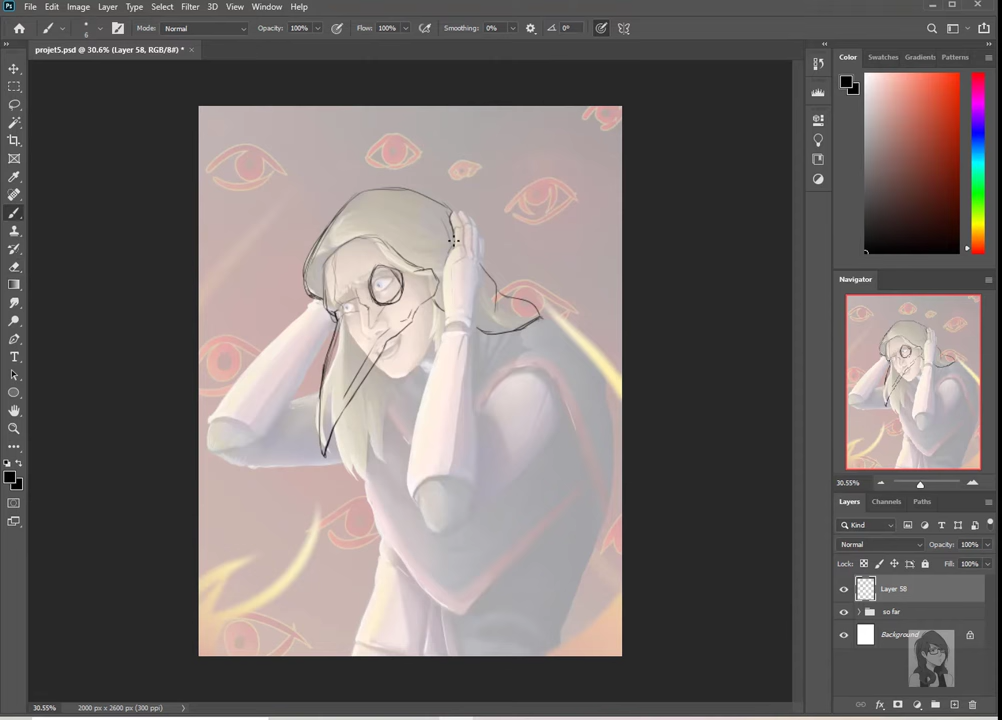 Ps File Edit Image Layer Type Select Filter 3D View Window Help
6 Mode: Normal Opacity: 100% Flow: 100% Smoothing: 0% 0°
projet5.psd @ 30.6% (Layer 58, RGB/8#) * ×
Color Swatches Gradients Patterns
Navigator
30.55%
Layers Channels Paths
Kind
Normal Opacity: 100%
Lock: Fill: 100%
Layer 58
so far
Background
30.55% 2000 px x 2600 px (300 ppi)